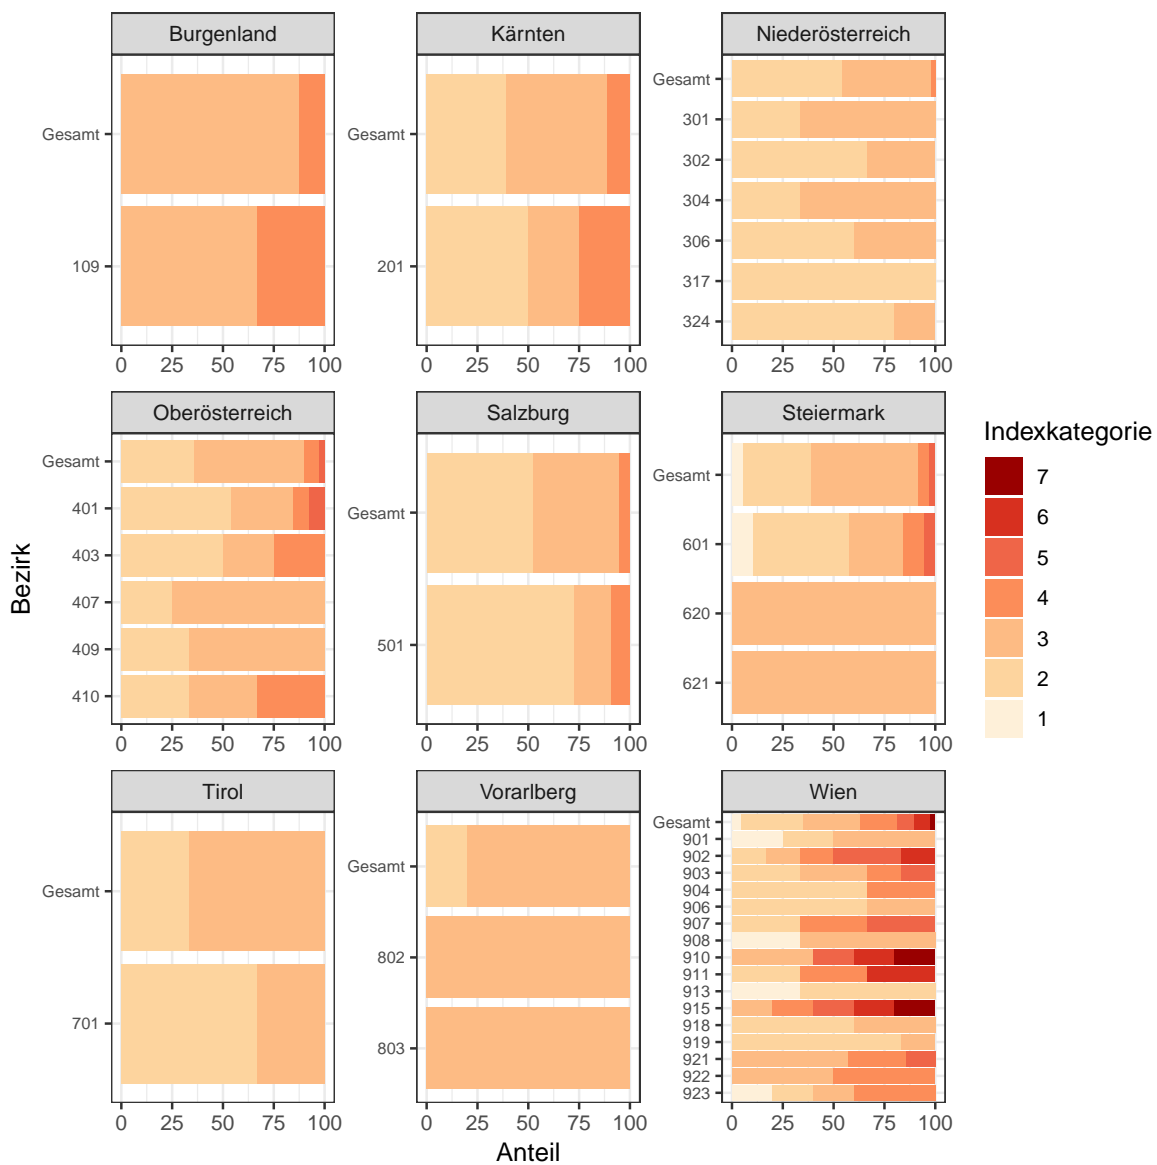 Burgenland
Kärnten
Niederösterreich
Gesamt
109
0 25 50 75 100
Gesamt
201
0 25 50 75 100
Gesamt
301
302
304
306
317
324
0 25 50 75 100
Oberösterreich
Salzburg
Steiermark
Gesamt
401
403
407
409
410
0 25 50 75 100
Gesamt
501
0 25 50 75 100
Gesamt
601
620
621
0 25 50 75 100
Tirol
Vorarlberg
Wien
Gesamt
701
0 25 50 75 100
Gesamt
802
803
0 25 50 75 100
Gesamt
901
902
903
904
906
907
908
910
911
913
915
918
919
921
922
923
0 25 50 75 100
Bezirk
Anteil
Indexkategorie
7
6
5
4
3
2
1